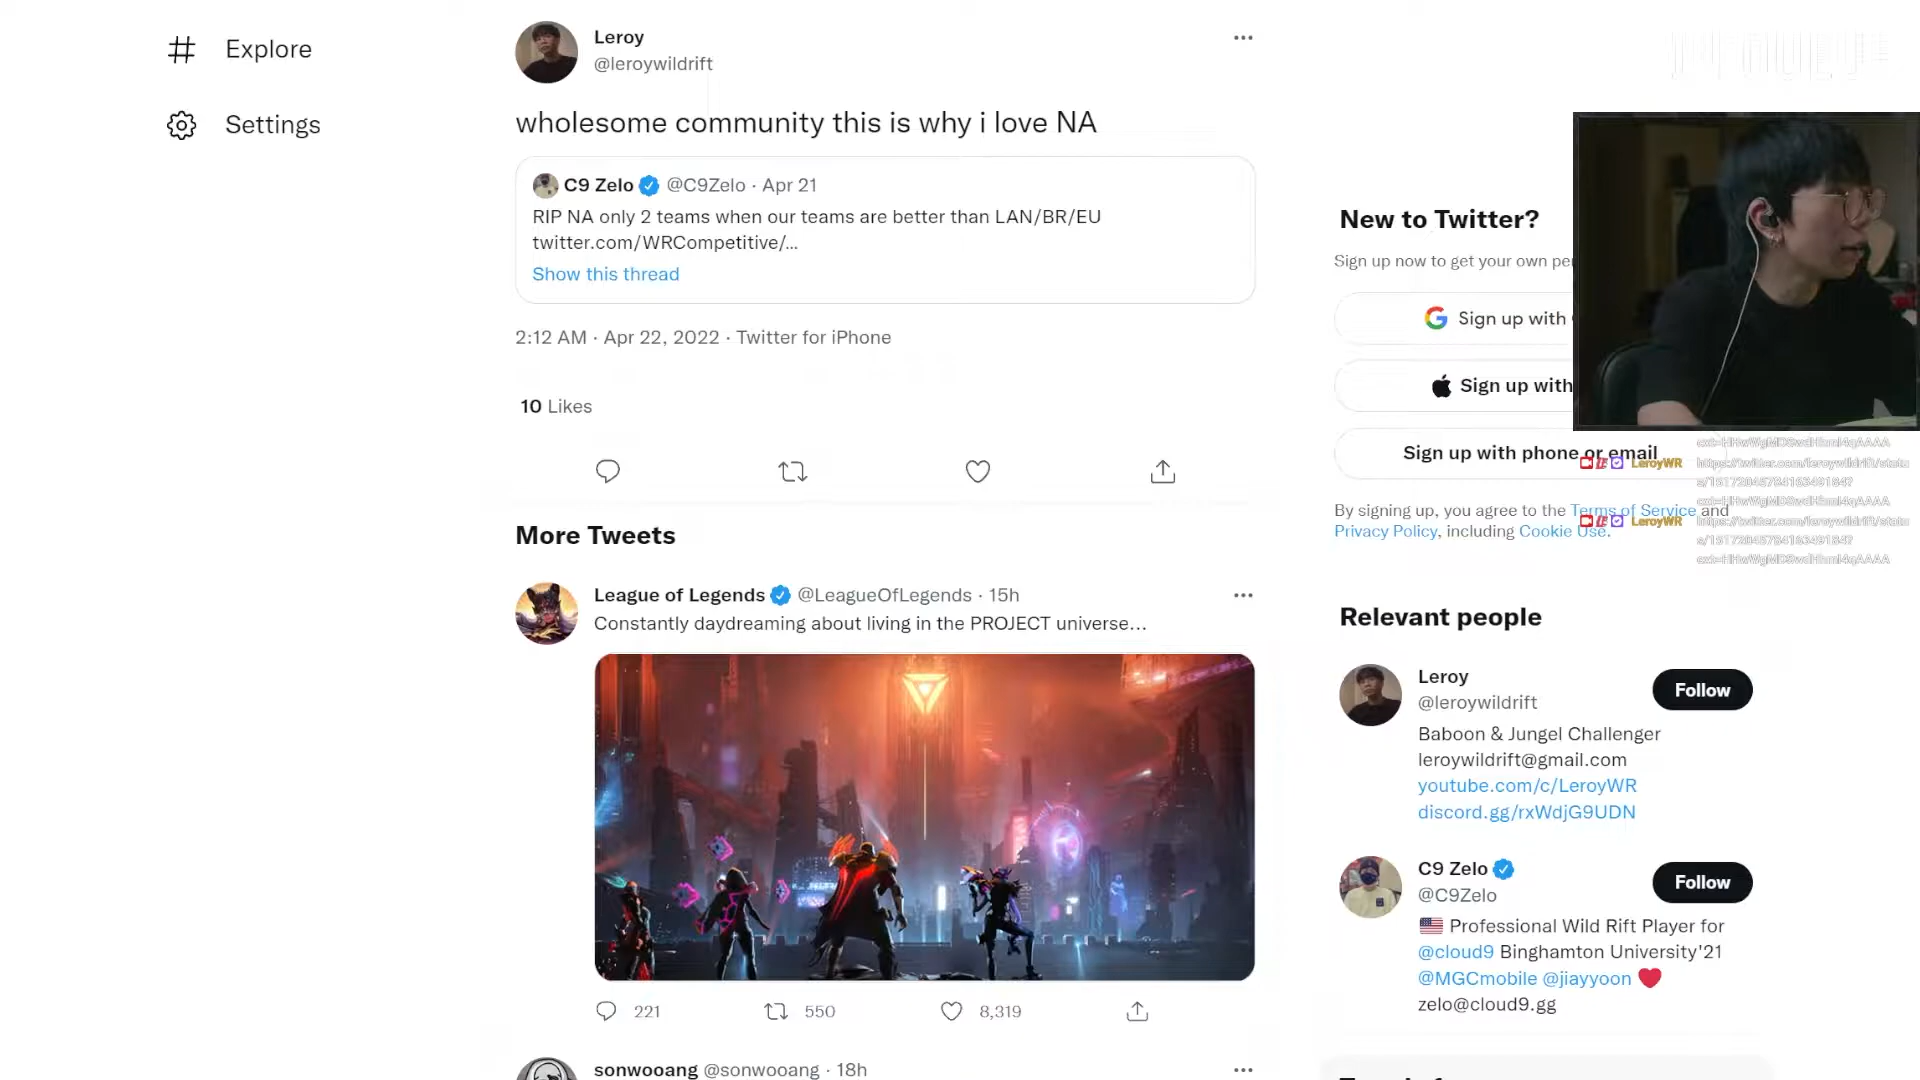 Explore
Settings
Leroy
@leroywildrift
wholesome community this is why i love NA
C9 Zelo @C9Zelo · Apr 21
RIP NA only 2 teams when our teams are better than LAN/BR/EU
twitter.com/WRCompetitive/...
Show this thread
2:12 AM · Apr 22, 2022 · Twitter for iPhone
10 Likes
More Tweets
League of Legends @LeagueOfLegends · 15h
Constantly daydreaming about living in the PROJECT universe...
221 550 8,319
sonwooang @sonwooang · 18h
New to Twitter?
Sign up now to get your own
Sign up with
Sign up with
Sign up with phone or email
By signing up, you agree to the Terms of Service and
Privacy Policy, including Cookie Use.
LeroyWR
LeroyWR
Relevant people
Leroy
Follow
@leroywildrift
Baboon & Jungel Challenger
leroywildrift@gmail.com
youtube.com/c/LeroyWR
discord.gg/rxWdjG9UDN
C9 Zelo
Follow
@C9Zelo
Professional Wild Rift Player for
@cloud9 Binghamton University'21
@MGCmobile @jiayyoon
zelo@cloud9.gg